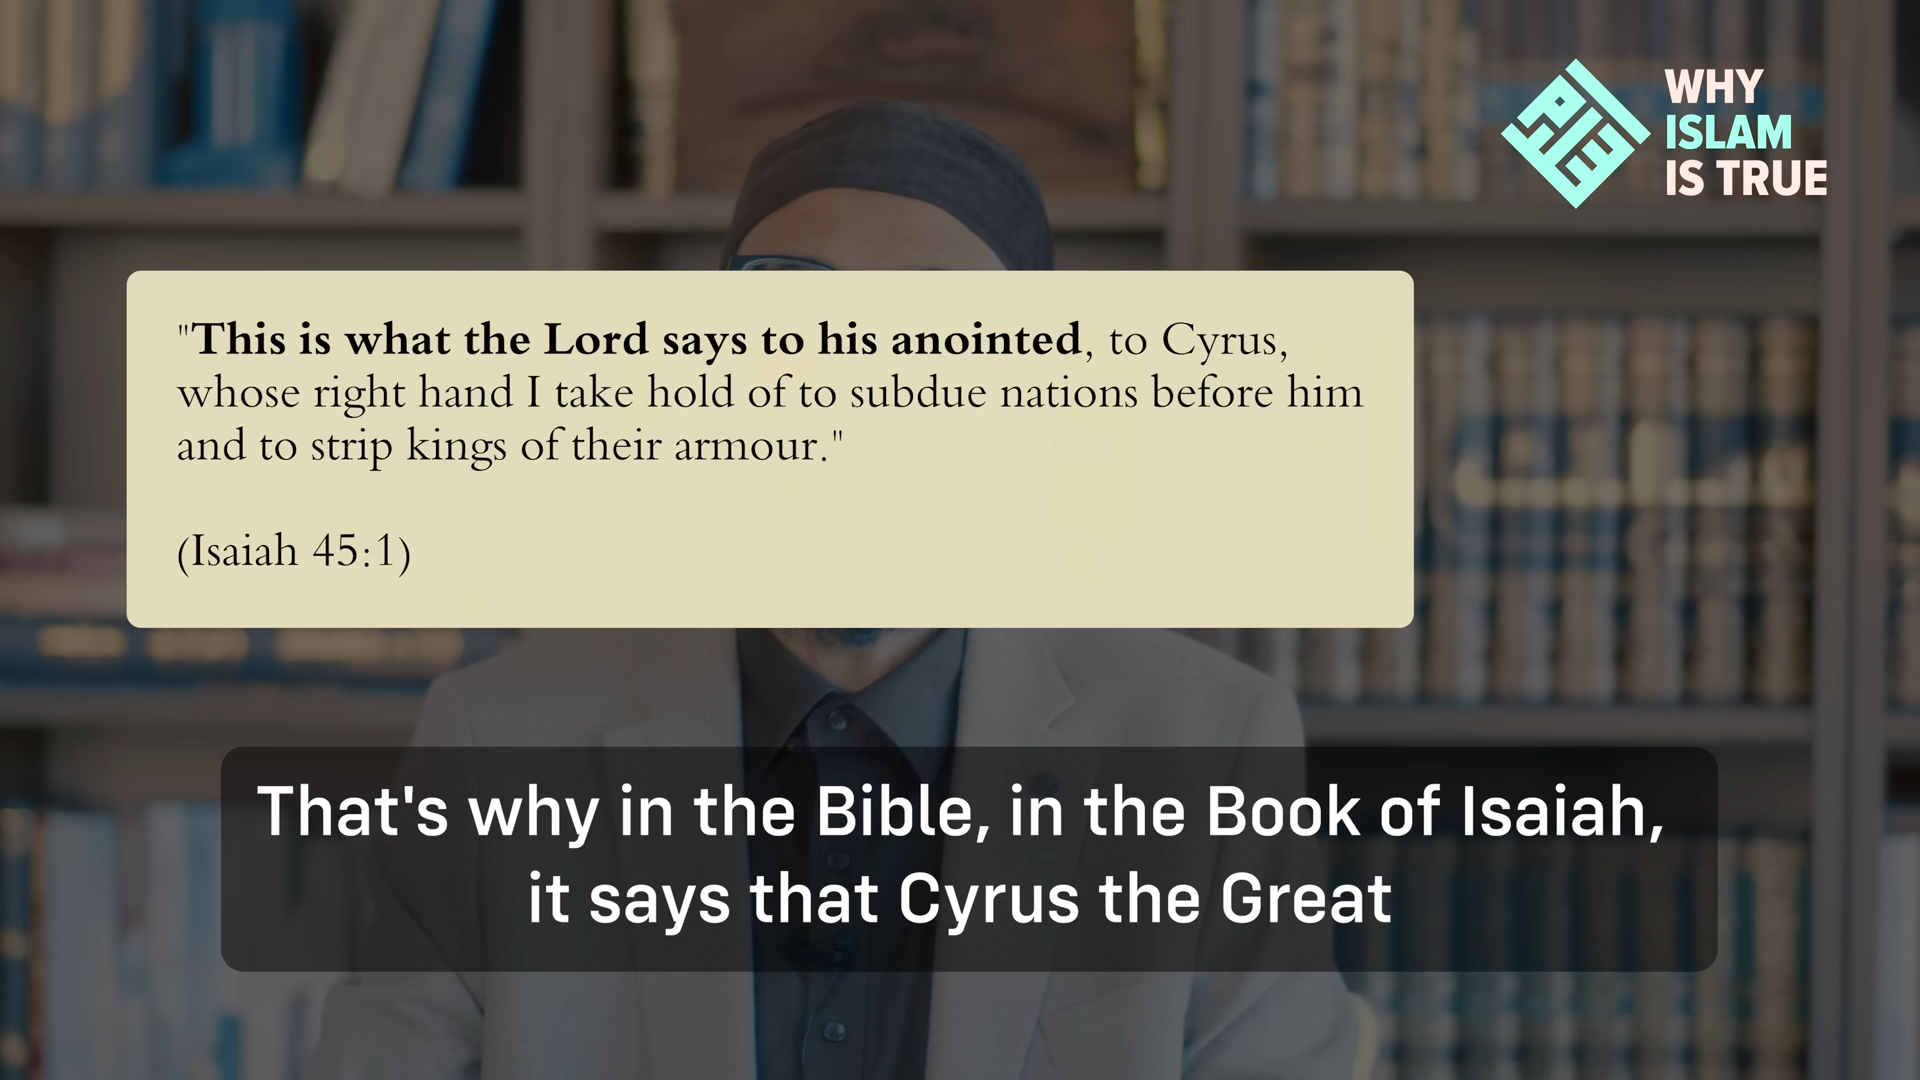 WHY
ISLAM
IS TRUE
"This is what the Lord says to his anointed, to Cyrus,
whose right hand I take hold of to subdue nations before him
and to strip kings of their armour."
(Isaiah 45:1)
That's why in the Bible, in the Book of Isaiah,
it says that Cyrus the Great